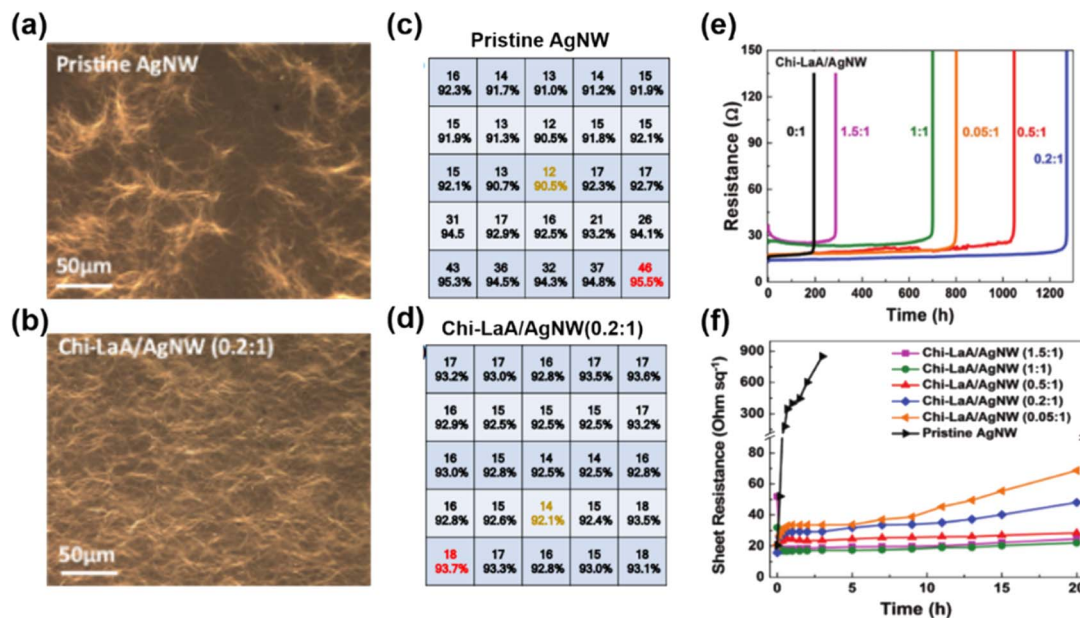 (a)
Pristine AgNW
50μm
(b)
Chi-LaA/AgNW (0.2:1)
50μm
(c)
Pristine AgNW
16 14 13 14 15
92.3% 91.7% 91.0% 91.2% 91.9%
15 13 12 15 15
91.9% 91.3% 90.5% 91.8% 92.1%
15 13 12 17 17
92.1% 90.7% 90.5% 92.3% 92.7%
31 17 16 21 26
94.5 92.9% 92.5% 93.2% 94.1%
43 36 32 37 46
95.3% 94.5% 94.3% 94.8% 95.5%
(d)
Chi-LaA/AgNW(0.2:1)
17 17 16 17 17
93.2% 93.0% 92.8% 93.5% 93.6%
16 15 15 15 17
92.9% 92.5% 92.5% 92.5% 93.2%
16 15 14 14 16
93.0% 92.8% 92.5% 92.5% 92.8%
16 15 14 15 18
92.8% 92.6% 92.1% 92.4% 93.5%
18 17 16 15 18
93.7% 93.3% 92.8% 93.0% 93.1%
(e)
Resistance (Ω)
150
120
90
60
30
0
Chi-LaA/AgNW
0:1 1.5:1 1:1 0.05:1 0.5:1
0.2:1
0 200 400 600 800 1000 1200
Time (h)
(f)
Sheet Resistance (Ohm sq⁻¹)
900
600
300
80
60
40
20
0
Chi-LaA/AgNW (1.5:1)
Chi-LaA/AgNW (1:1)
Chi-LaA/AgNW (0.5:1)
Chi-LaA/AgNW (0.2:1)
Chi-LaA/AgNW (0.05:1)
Pristine AgNW
0 5 10 15 20
Time (h)